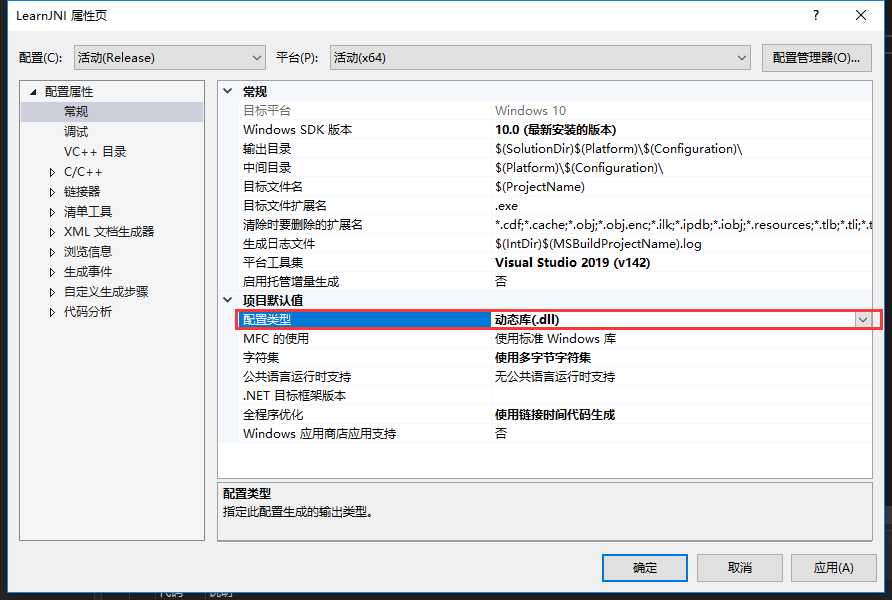 LearnJNI 属性页
配置(C): 活动(Release) 平台(P): 活动(x64) 配置管理器(O)...
配置属性
常规
调试
VC++ 目录
C/C++
链接器
清单工具
XML 文档生成器
浏览信息
生成事件
自定义生成步骤
代码分析
常规
目标平台 Windows 10
Windows SDK 版本 10.0 (最新安装的版本)
输出目录 $(SolutionDir)$(Platform)\$(Configuration)\
中间目录 $(Platform)\$(Configuration)\
目标文件名 $(ProjectName)
目标文件扩展名 .exe
清除时要删除的扩展名 *.cdf;*.cache;*.obj;*.obj.enc;*.ilk;*.ipdb;*.iobj;*.resources;*.tlb;*.tli;*.t
生成日志文件 $(IntDir)$(MSBuildProjectName).log
平台工具集 Visual Studio 2019 (v142)
启用托管增量生成 否
项目默认值
配置类型 动态库(.dll)
MFC 的使用 使用标准 Windows 库
字符集 使用多字节字符集
公共语言运行时支持 无公共语言运行时支持
.NET 目标框架版本
全程序优化 使用链接时间代码生成
Windows 应用商店应用支持 否
配置类型
指定此配置生成的输出类型。
确定 取消 应用(A)
代码 说明